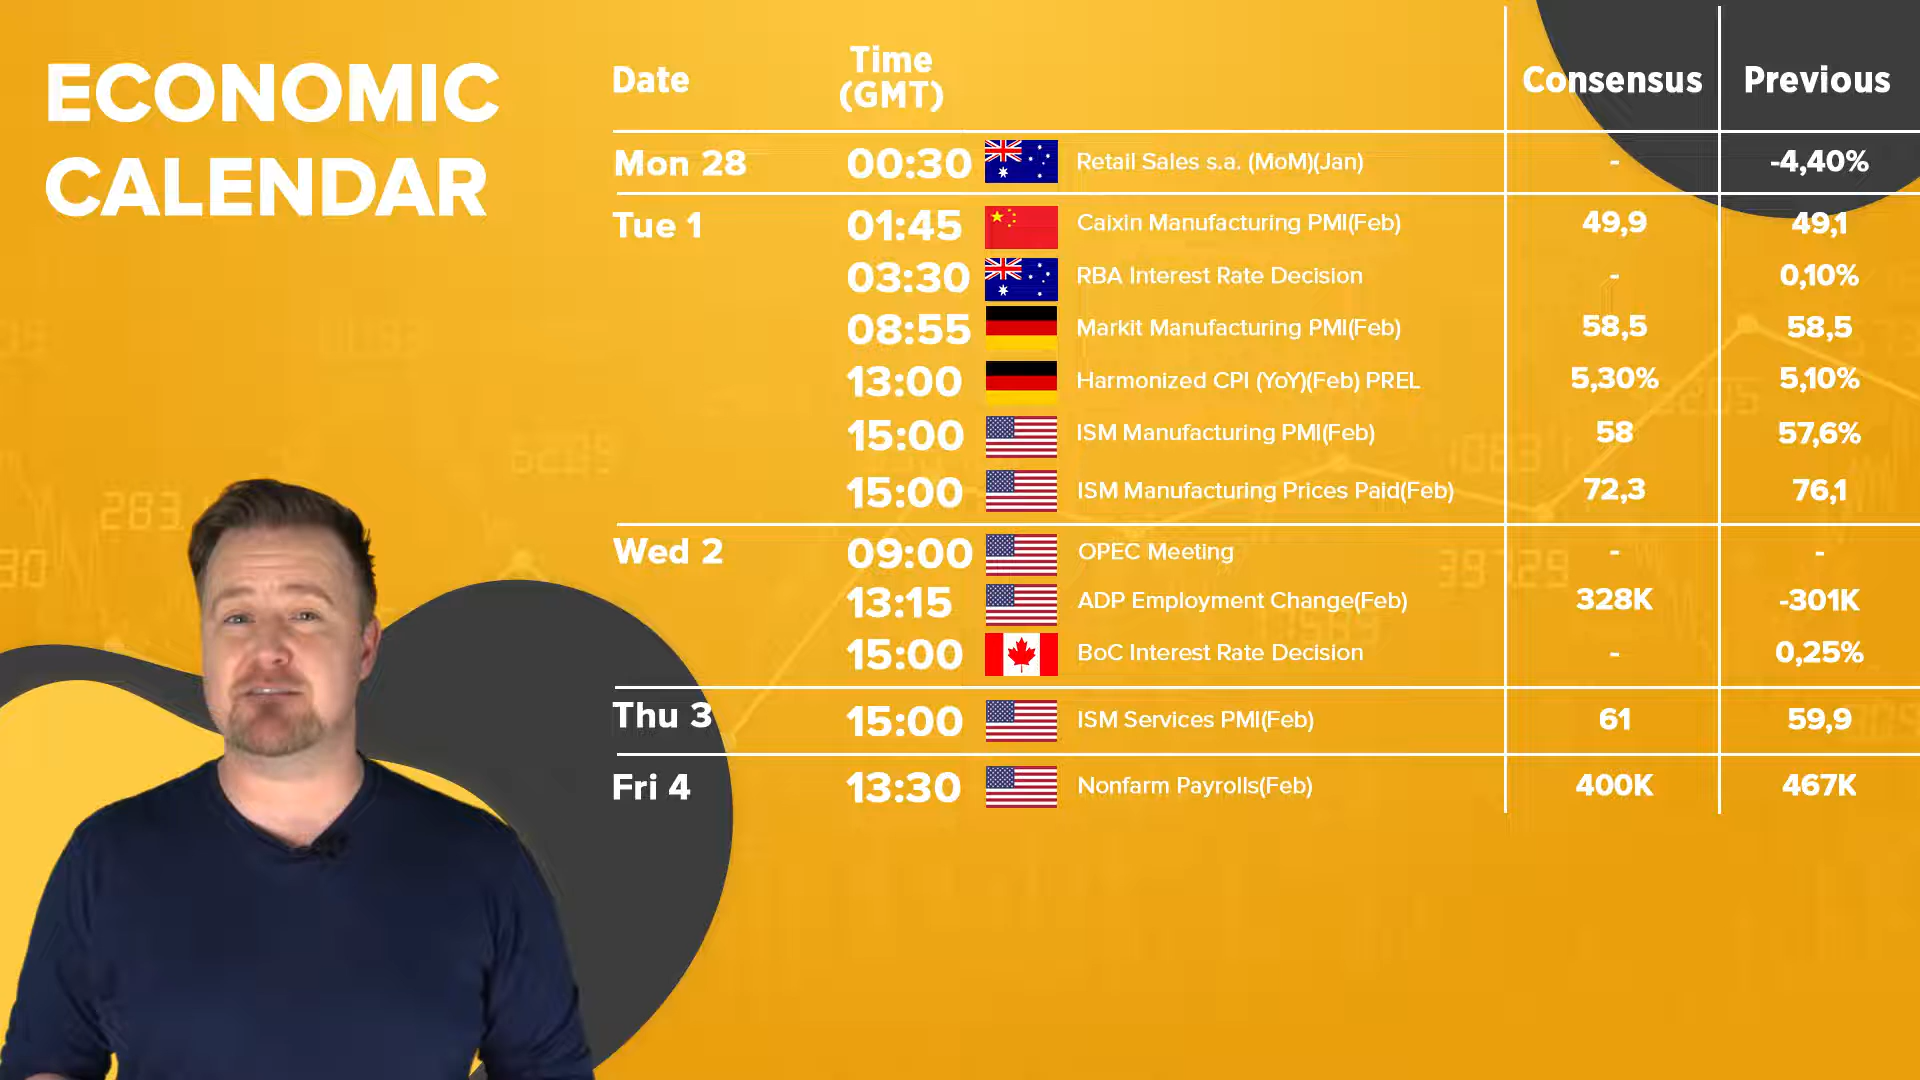 ECONOMIC
CALENDAR
Date Time (GMT) Consensus Previous
Mon 28 00:30 Retail Sales s.a. (MoM)(Jan) - -4,40%
Tue 1 01:45 Caixin Manufacturing PMI(Feb) 49,9 49,1
03:30 RBA Interest Rate Decision - 0,10%
08:55 Markit Manufacturing PMI(Feb) 58,5 58,5
13:00 Harmonized CPI (YoY)(Feb) PREL 5,30% 5,10%
15:00 ISM Manufacturing PMI(Feb) 58 57,6%
15:00 ISM Manufacturing Prices Paid(Feb) 72,3 76,1
Wed 2 09:00 OPEC Meeting - -
13:15 ADP Employment Change(Feb) 328K -301K
15:00 BoC Interest Rate Decision - 0,25%
Thu 3 15:00 ISM Services PMI(Feb) 61 59,9
Fri 4 13:30 Nonfarm Payrolls(Feb) 400K 467K